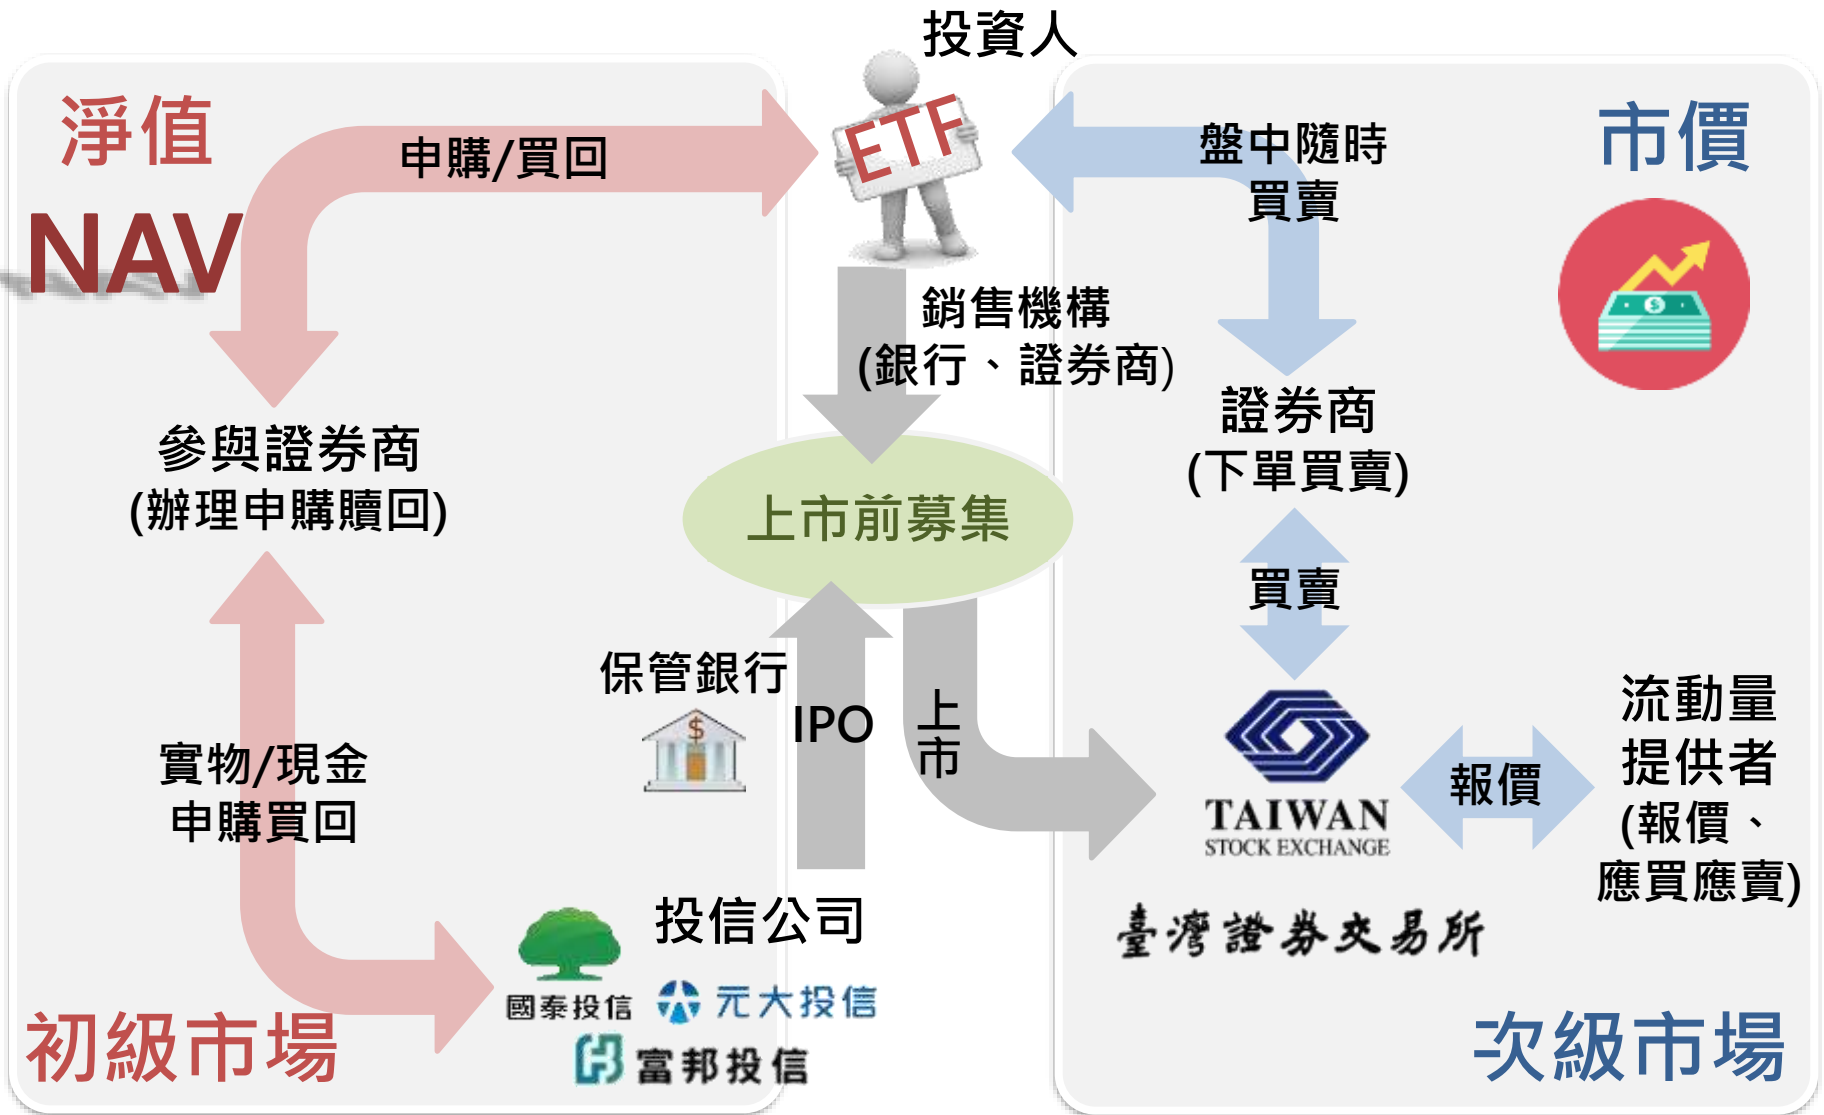 投資人
ETF
淨值
NAV
申購/買回
參與證券商
(辦理申購贖回)
實物/現金
申購買回
初級市場
銷售機構
(銀行、證券商)
上市前募集
保管銀行
$
IPO
上
市
投信公司
國泰投信
元大投信
富邦投信
市價
盤中隨時
買賣
$
證券商
(下單買賣)
買賣
TAIWAN
STOCK EXCHANGE
臺灣證券交易所
報價
流動量
提供者
(報價、
應買應賣)
次級市場